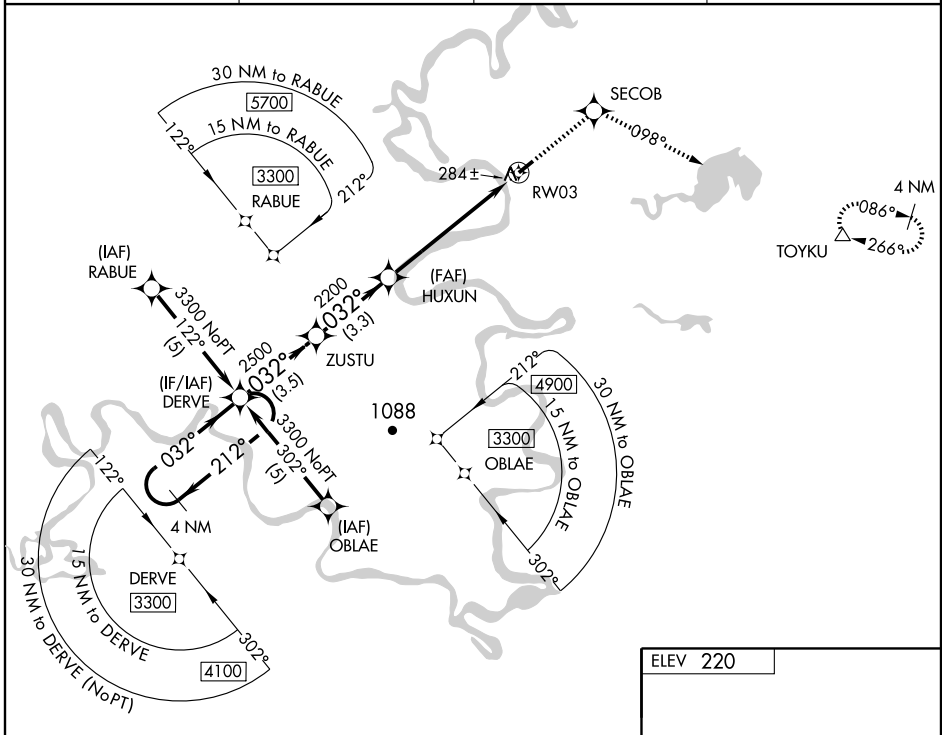 30 NM to RABUE
5700
15 NM to RABUE
122°
3300
RABUE
212°
SECOB
098°
284±
RW03
4 NM
086°
266°
TOYKU
(IAF)
RABUE
3300 NoPT
122°
(5)
2200
032°
(3.3)
(FAF)
HUXUN
2500
032°
(3.5)
ZUSTU
(IF/IAF)
DERVE
1088
212°
4900
30 NM to OBLAE
15 NM to OBLAE
3300
OBLAE
302°
3300 NoPT
302°
(5)
032°
212°
4 NM
(IAF)
OBLAE
122°
DERVE
3300
15 NM to DERVE
30 NM to DERVE (NoPT)
302°
4100
ELEV 220